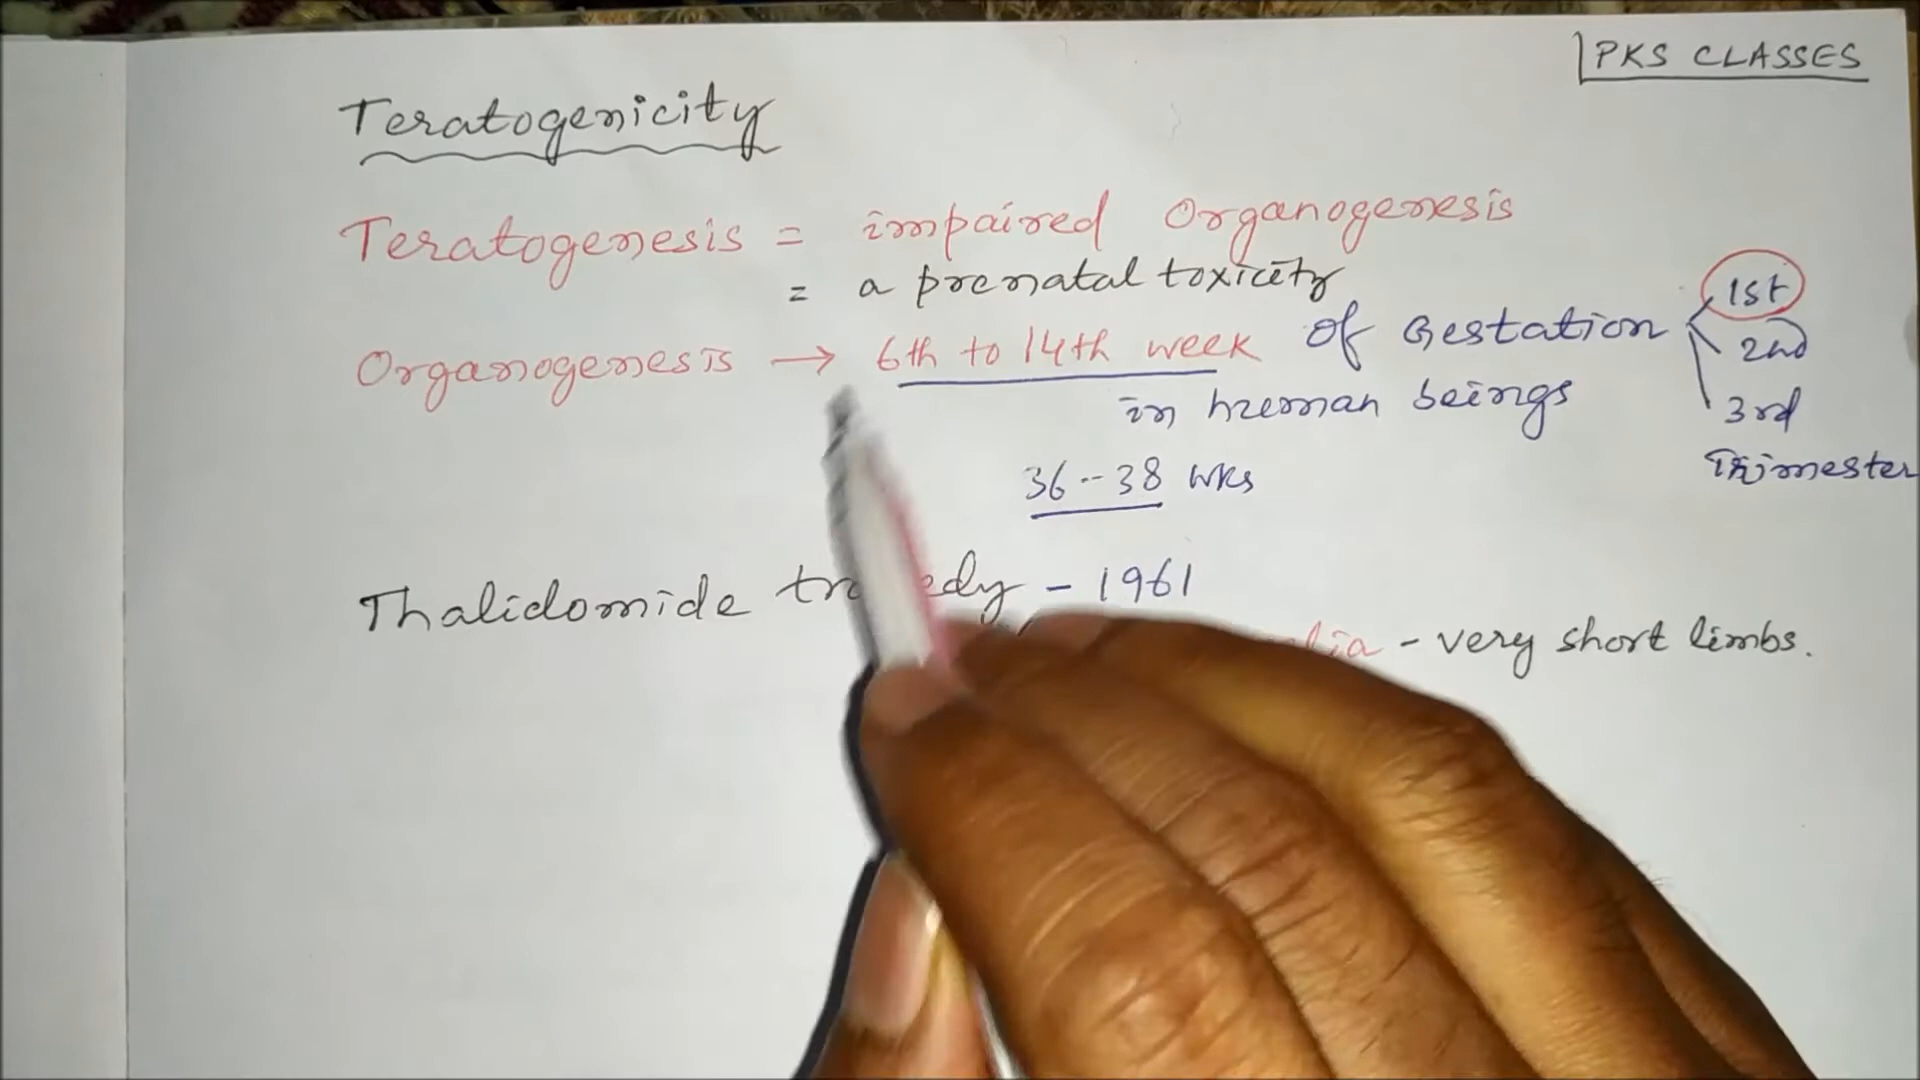 PKS CLASSES
Teratogenicity
Teratogenesis = impaired Organogenesis
= a prenatal toxicity
Organogenesis → 6th to 14th week of Gestation
1st
2nd
3rd
Trimester
in human beings
36--38 wks
Thalidomide - 1961
- very short limbs.